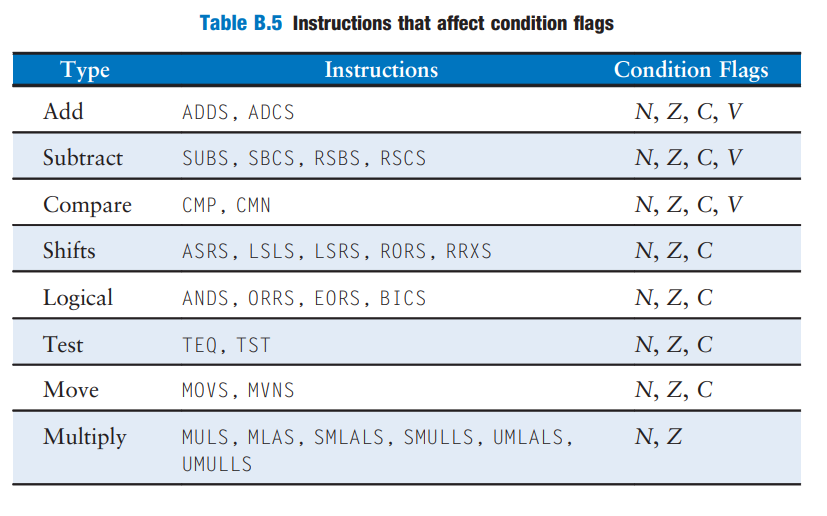 Table B.5 Instructions that affect condition flags
Type Instructions Condition Flags
Add ADDS, ADCS N, Z, C, V
Subtract SUBS, SBCS, RSBS, RSCS N, Z, C, V
Compare CMP, CMN N, Z, C, V
Shifts ASRS, LSLS, LSRS, RORS, RRXS N, Z, C
Logical ANDS, ORRS, EORS, BICS N, Z, C
Test TEQ, TST N, Z, C
Move MOVS, MVNS N, Z, C
Multiply MULS, MLAS, SMLALS, SMULLS, UMLALS, N, Z
UMULLS